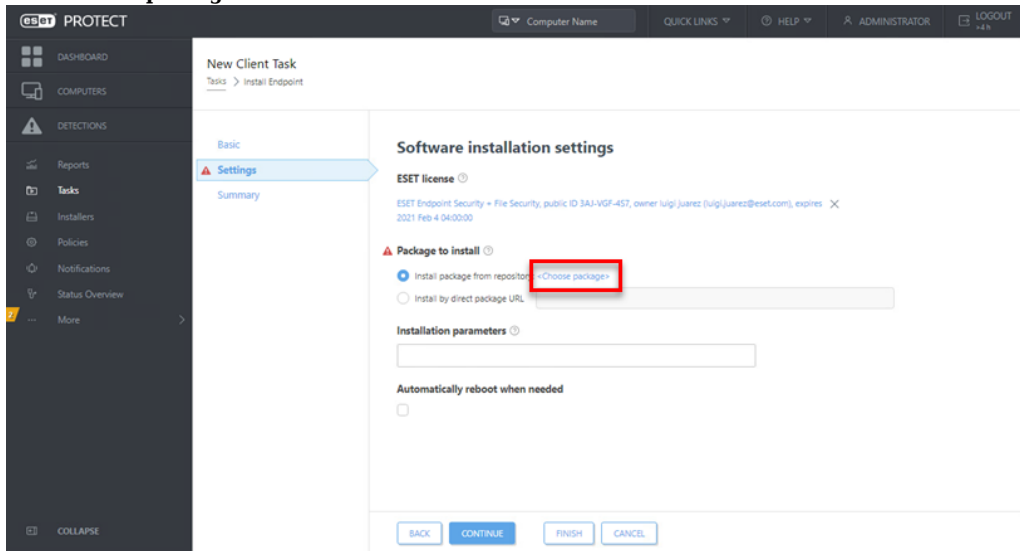 eset PROTECT
Computer Name
QUICK LINKS
HELP
ADMINISTRATOR
LOGOUT
>4 h
DASHBOARD
COMPUTERS
DETECTIONS
Reports
Tasks
Installers
Policies
Notifications
Status Overview
More
COLLAPSE
New Client Task
Tasks > Install Endpoint
Basic
Settings
Summary
Software installation settings
ESET license
ESET Endpoint Security + File Security, public ID 3AJ-VGF-457, owner luigi juarez (luigi.juarez@eset.com), expires
2021 Feb 4 04:00:00
Package to install
Install package from repository <Choose package>
Install by direct package URL
Installation parameters
Automatically reboot when needed
BACK CONTINUE FINISH CANCEL